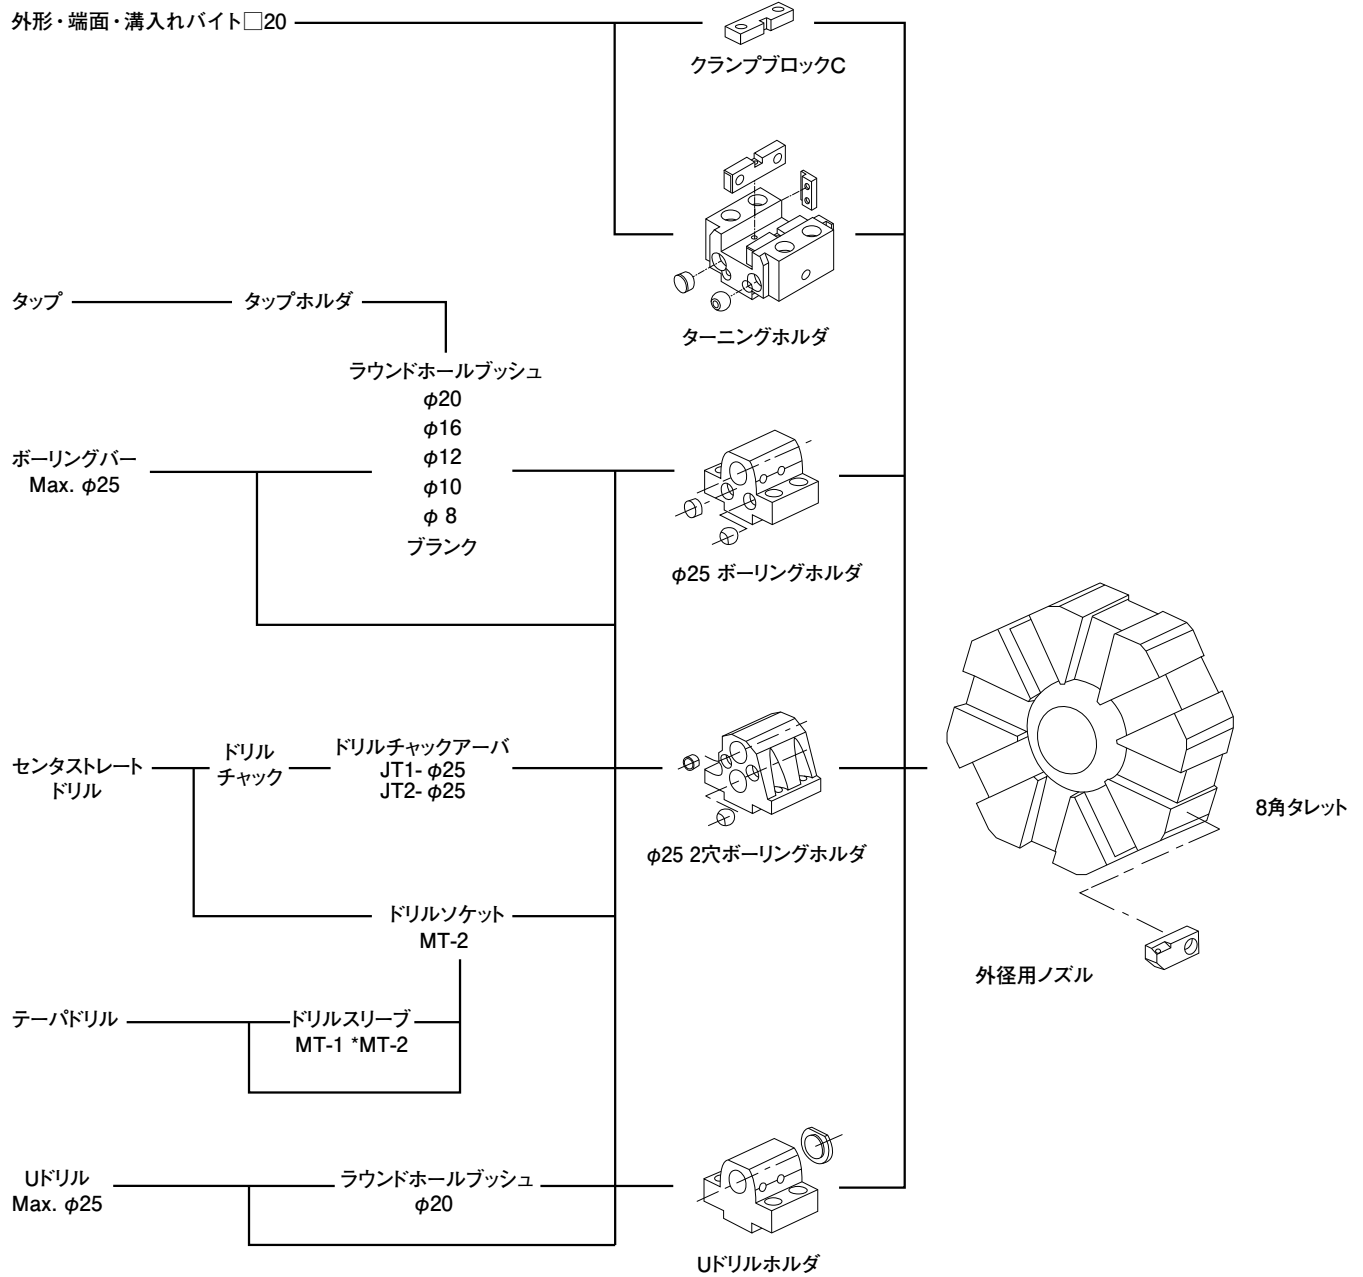 外形・端面・溝入れバイト□20
クランプブロックC
ターニングホルダ
タップ
タップホルダ
ラウンドホールブッシュ
φ20
φ16
φ12
φ10
φ 8
ブランク
ボーリングバー
Max. φ25
φ25 ボーリングホルダ
センタストレート
ドリル
ドリル
チャック
ドリルチャックアーバ
JT1- φ25
JT2- φ25
φ25 2穴ボーリングホルダ
8角タレット
ドリルソケット
MT-2
外径用ノズル
テーパドリル
ドリルスリーブ
MT-1 *MT-2
Uドリル
Max. φ25
ラウンドホールブッシュ
φ20
Uドリルホルダ